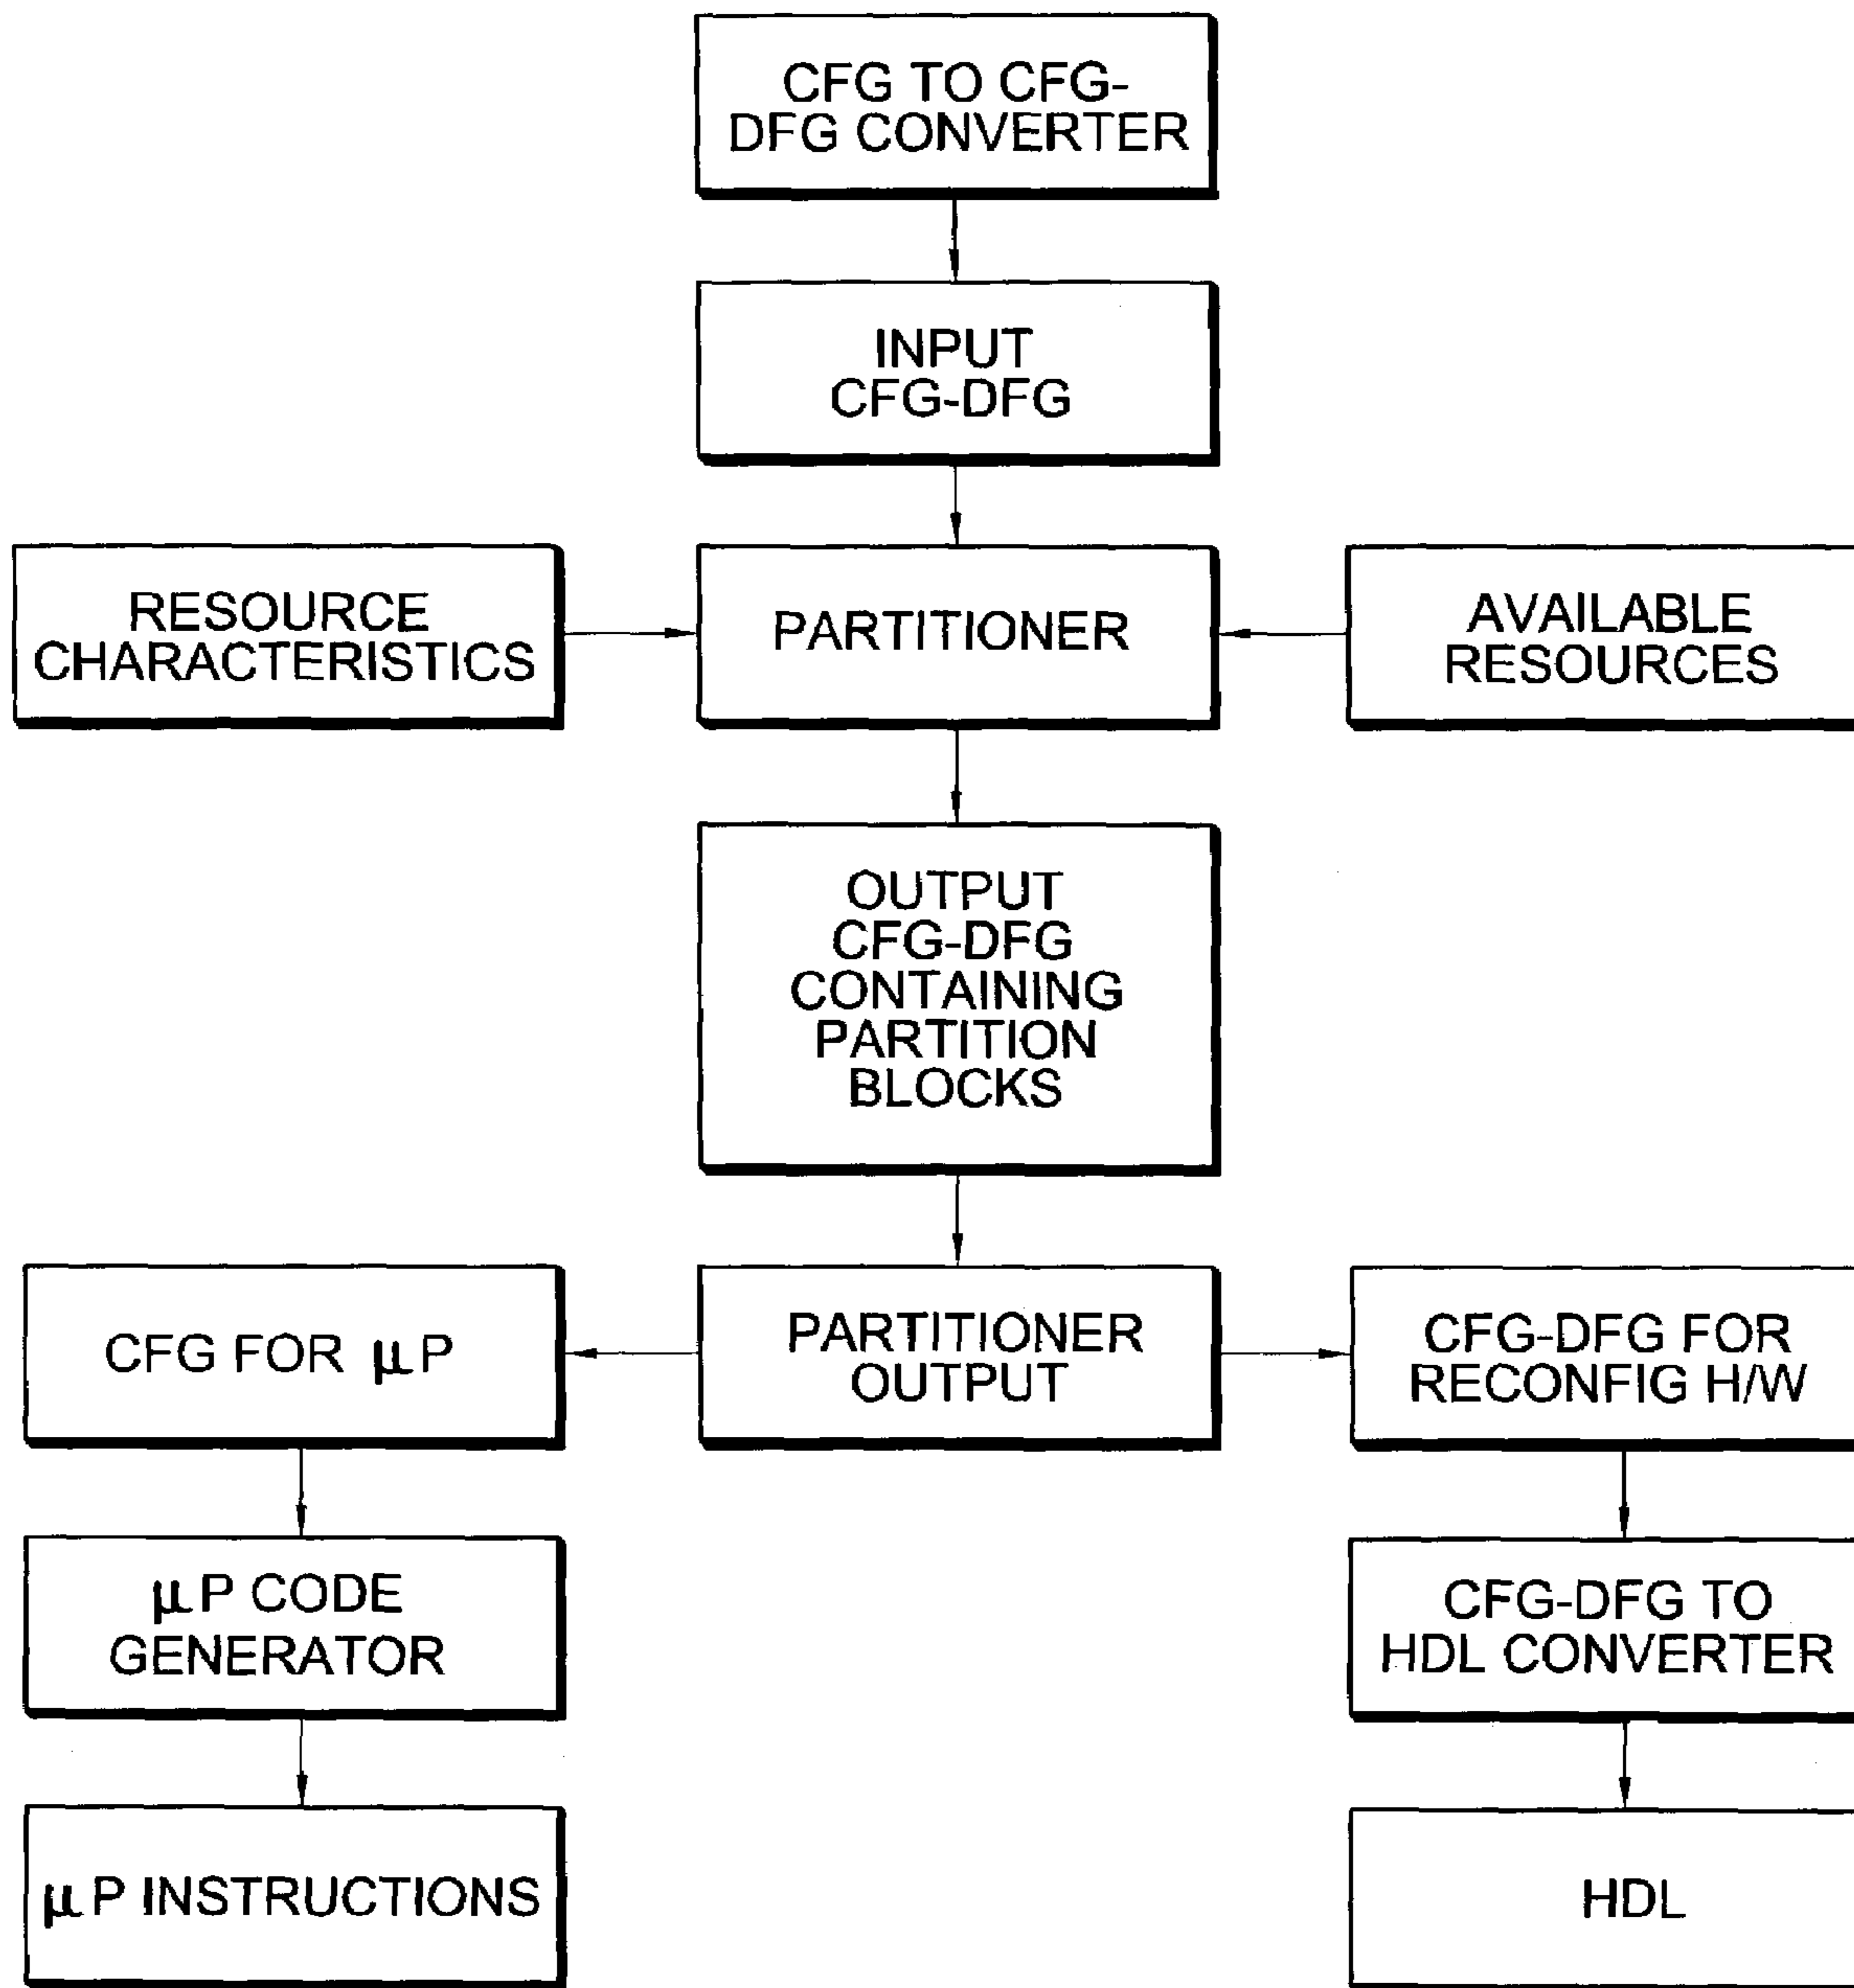 CFG TO CFG-
DFG CONVERTER
INPUT
CFG-DFG
RESOURCE
CHARACTERISTICS
PARTITIONER
AVAILABLE
RESOURCES
OUTPUT
CFG-DFG
CONTAINING
PARTITION
BLOCKS
CFG FOR μP
PARTITIONER
OUTPUT
CFG-DFG FOR
RECONFIG H/W
μP CODE
GENERATOR
CFG-DFG TO
HDL CONVERTER
μP INSTRUCTIONS
HDL